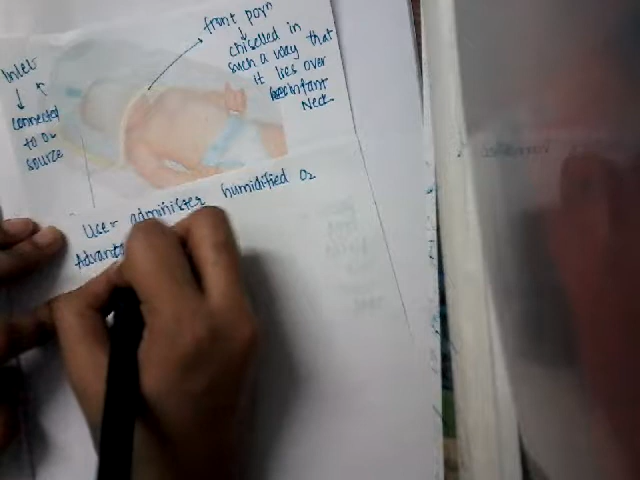 front porn
chiselled in
such a way that
it lies over
infant
Neck
Inlet
connected
to O2
source
Use- administer humidified O2
Advant